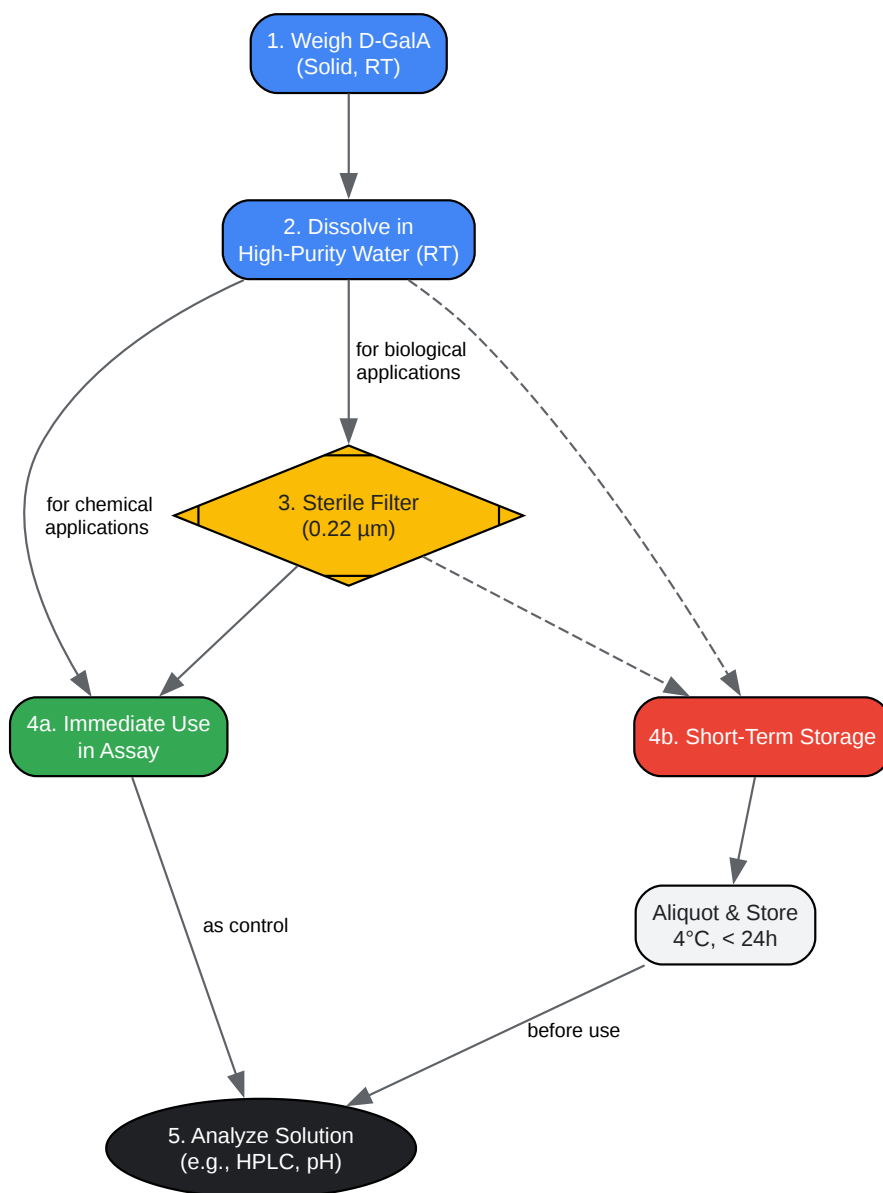 1. Weigh D-GalA
(Solid, RT)
2. Dissolve in
High-Purity Water (RT)
for biological
applications
for chemical
applications
3. Sterile Filter
(0.22 µm)
4a. Immediate Use
in Assay
4b. Short-Term Storage
Aliquot & Store
4°C, < 24h
as control
before use
5. Analyze Solution
(e.g., HPLC, pH)